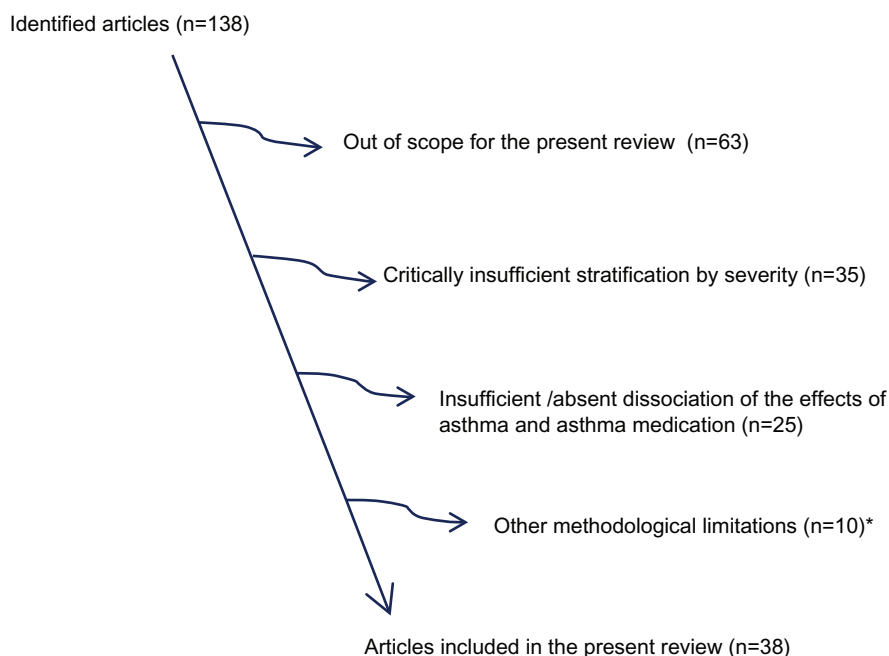 Identified articles (n=138)
Out of scope for the present review (n=63)
Critically insufficient stratification by severity (n=35)
Insufficient /absent dissociation of the effects of
asthma and asthma medication (n=25)
Other methodological limitations (n=10)*
Articles included in the present review (n=38)